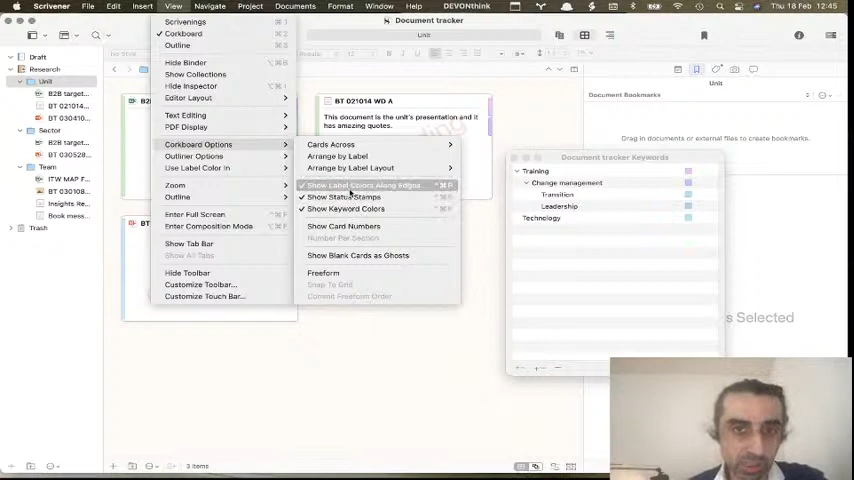 Scrivener File Edit Insert View Navigate Project Documents Format Window DEVONthink Thu 18 Feb 12:45
Document tracker
Unit
No Style Regular
Draft
Research
Unit
B2B target...
BT 021014...
BT 030410...
Sector
B2B target...
BT 030528...
Team
ITW MAP F...
BT 030108...
Insights Re...
Book mess...
Trash
Scrivenings ⌘1
✓ Corkboard ⌘2
Outline ⌘3
Hide Binder
Show Collections
Hide Inspector
Editor Layout
Text Editing
PDF Display
Corkboard Options
Outliner Options
Use Label Color In
Zoom
Outline
Enter Full Screen
Enter Composition Mode
Show Tab Bar
Show All Tabs
Hide Toolbar
Customize Toolbar...
Customize Touch Bar...
Cards Across
Arrange by Label
Arrange by Label Layout
✓ Show Label Colors Along Edges
✓ Show Status Stamps
✓ Show Keyword Colors
Show Card Numbers
Number Per Section
Show Blank Cards as Ghosts
Freeform
Snap To Grid
Commit Freeform Order
BT 021014 WD A
This document is the unit's presentation and it
has amazing quotes.
Document tracker Keywords
Training
Change management
Transition
Leadership
Technology
Unit
Document Bookmarks
Drag in documents or external files to create bookmarks.
s Selected
3 items